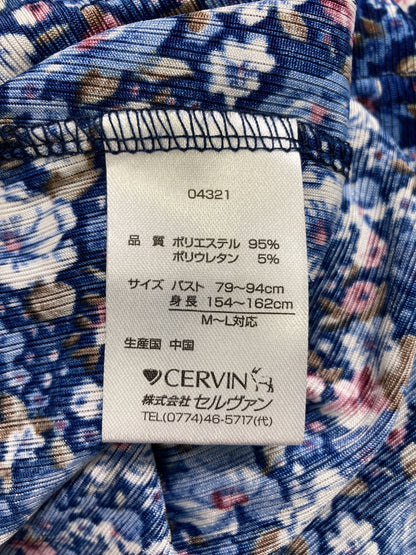 04321
品 質 ポリエステル 95%
ポリウレタン 5%
サイズ バスト 79～94cm
身 長 154～162cm
M～L対応
生産国 中国
CERVIN
株式会社セルヴァン
TEL(0774)46-5717(代)